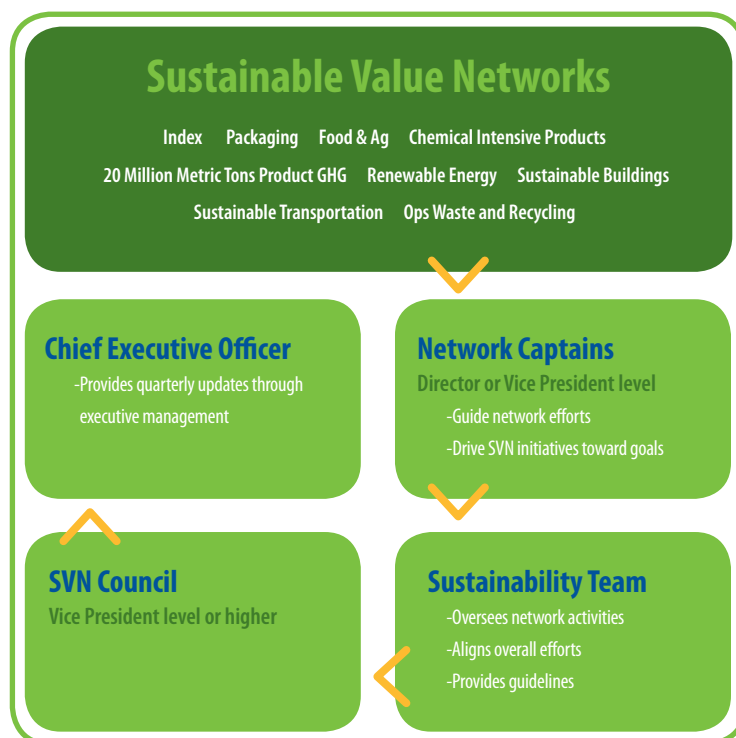 Sustainable Value Networks
Index Packaging Food & Ag Chemical Intensive Products
20 Million Metric Tons Product GHG Renewable Energy Sustainable Buildings
Sustainable Transportation Ops Waste and Recycling
Chief Executive Officer
-Provides quarterly updates through
executive management
Network Captains
Director or Vice President level
-Guide network efforts
-Drive SVN initiatives toward goals
SVN Council
Vice President level or higher
Sustainability Team
-Oversees network activities
-Aligns overall efforts
-Provides guidelines